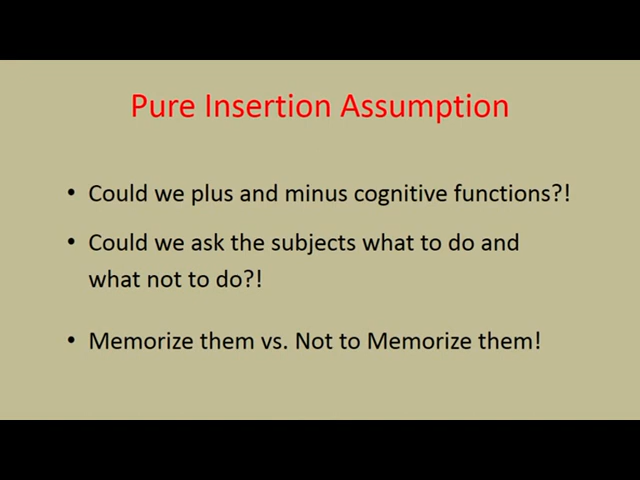 Pure Insertion Assumption
• Could we plus and minus cognitive functions?!
• Could we ask the subjects what to do and
what not to do?!
• Memorize them vs. Not to Memorize them!